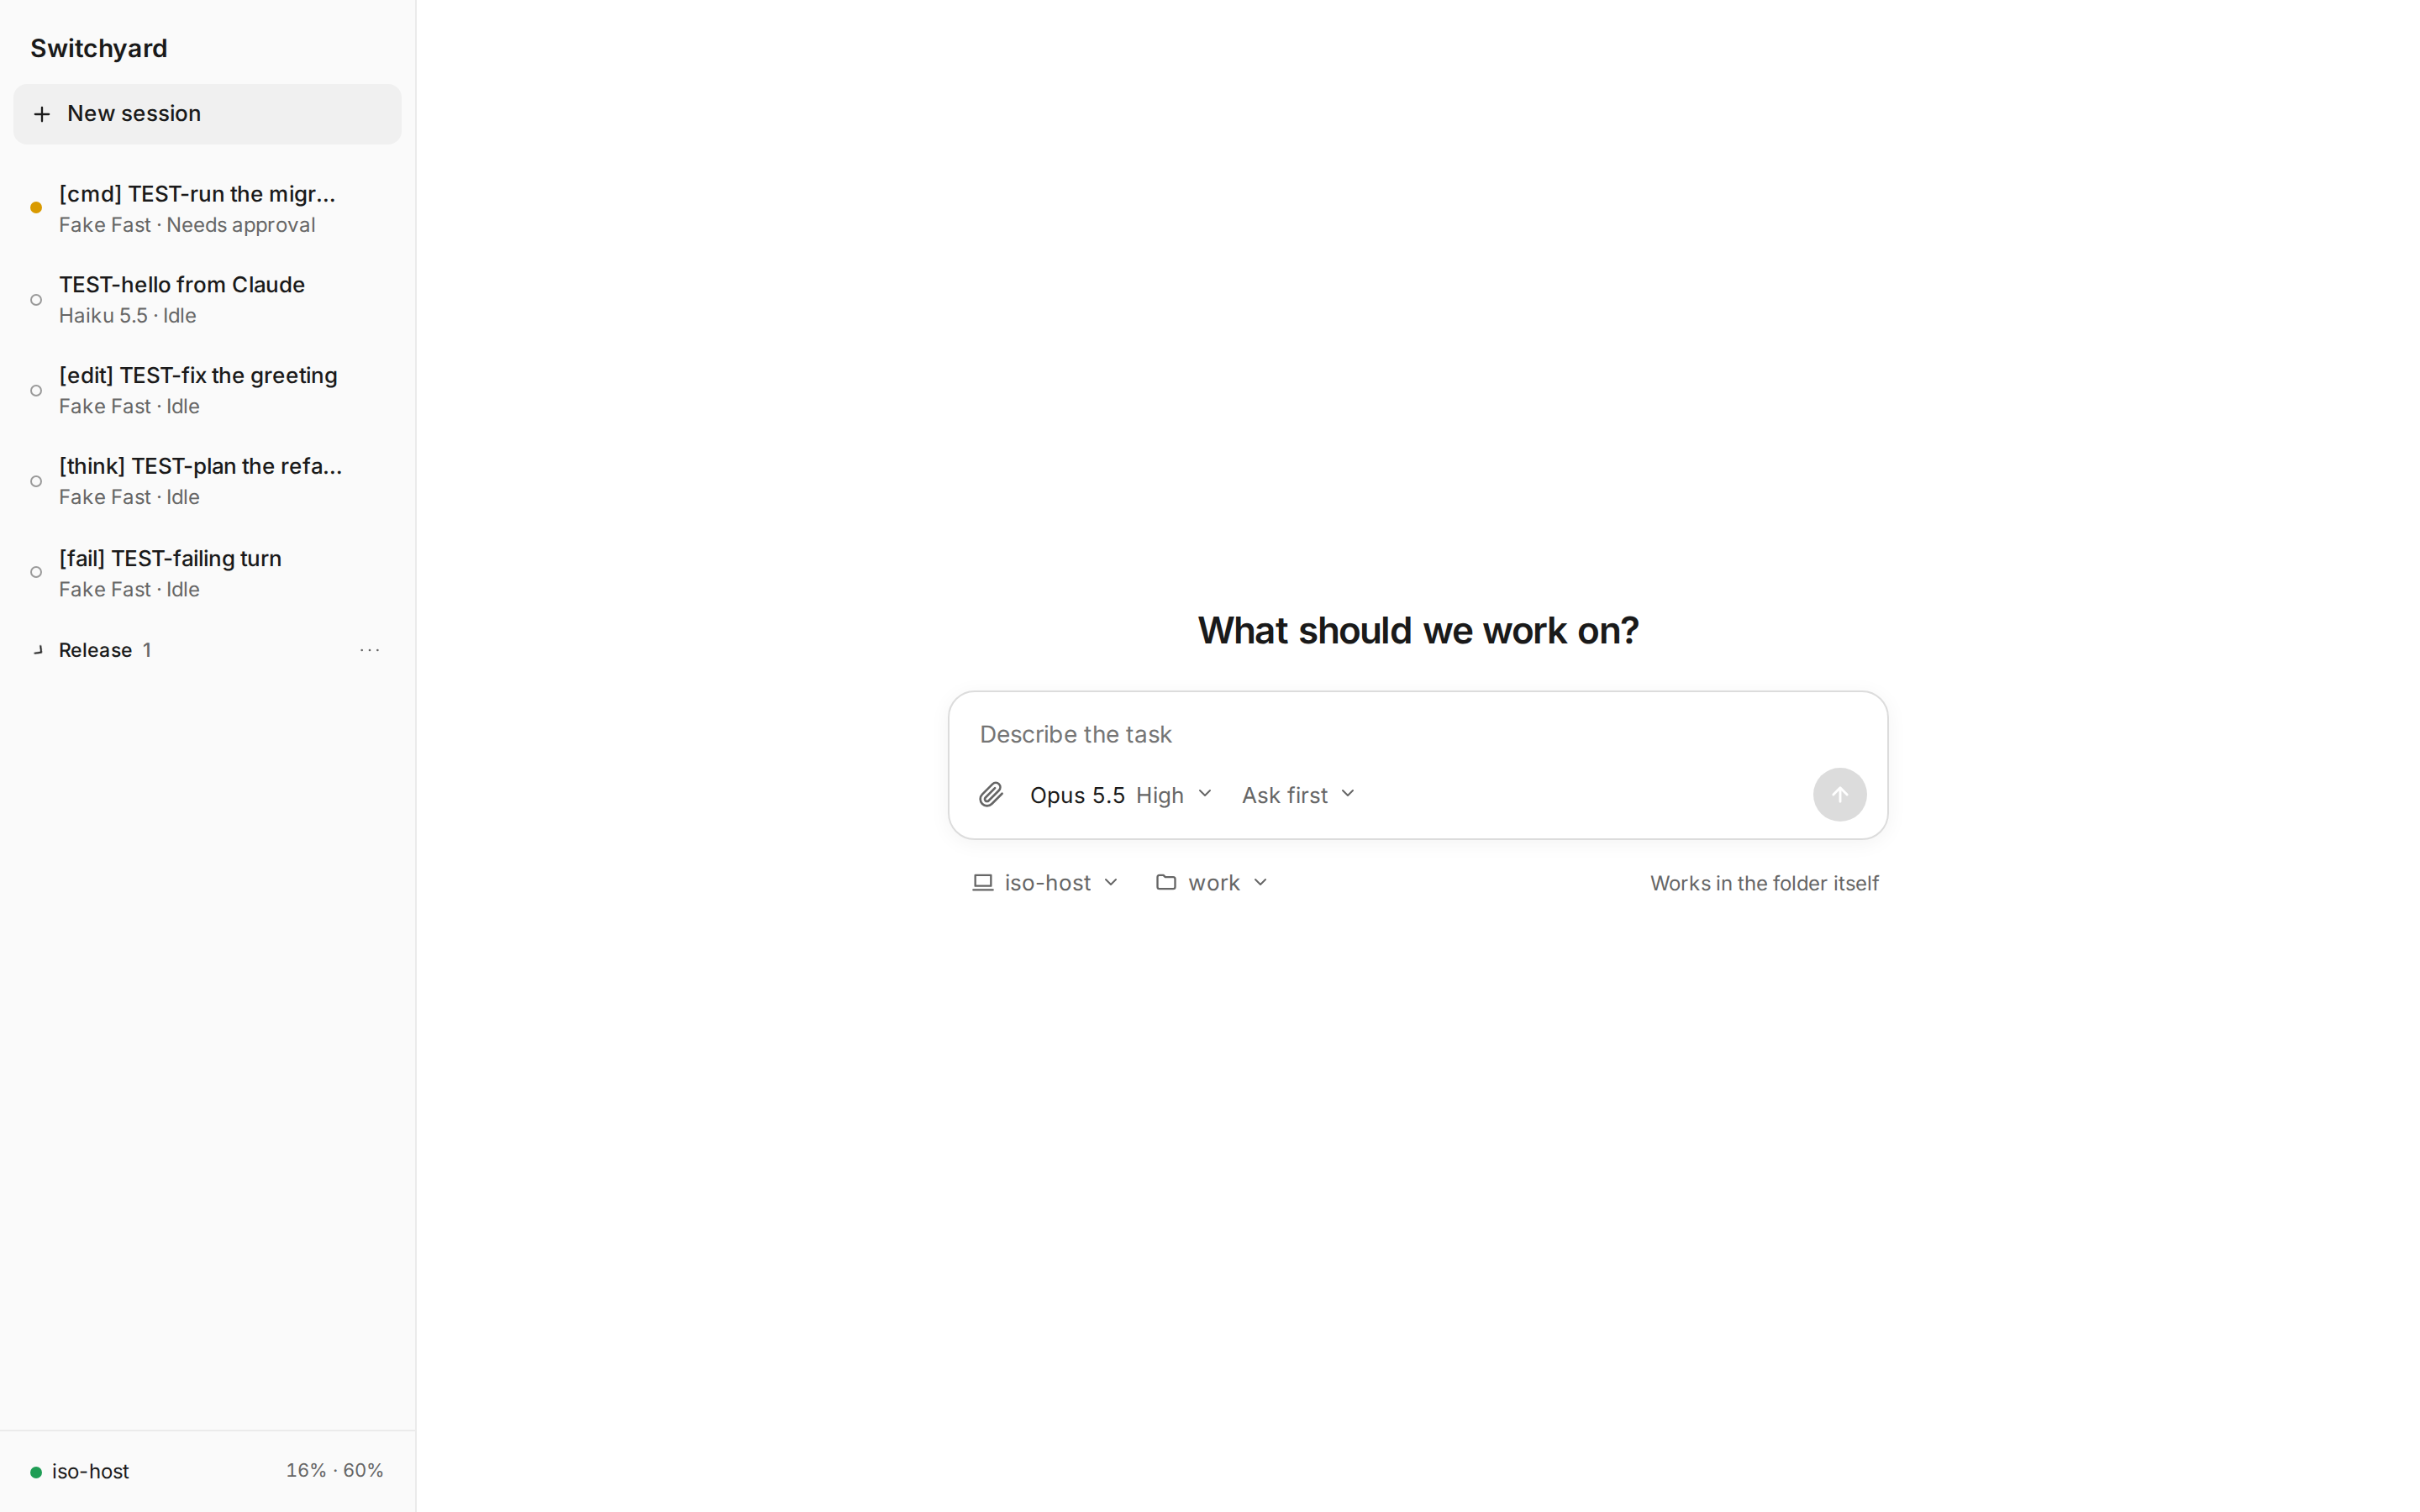 Switchyard
New session
[cmd] TEST-run the migr...
Fake Fast · Needs approval
TEST-hello from Claude
Haiku 5.5 · Idle
[edit] TEST-fix the greeting
Fake Fast · Idle
[think] TEST-plan the refa...
Fake Fast · Idle
[fail] TEST-failing turn
Fake Fast · Idle
Release 1
iso-host 16% · 60%
What should we work on?
Describe the task
Opus 5.5 High Ask first
iso-host work Works in the folder itself